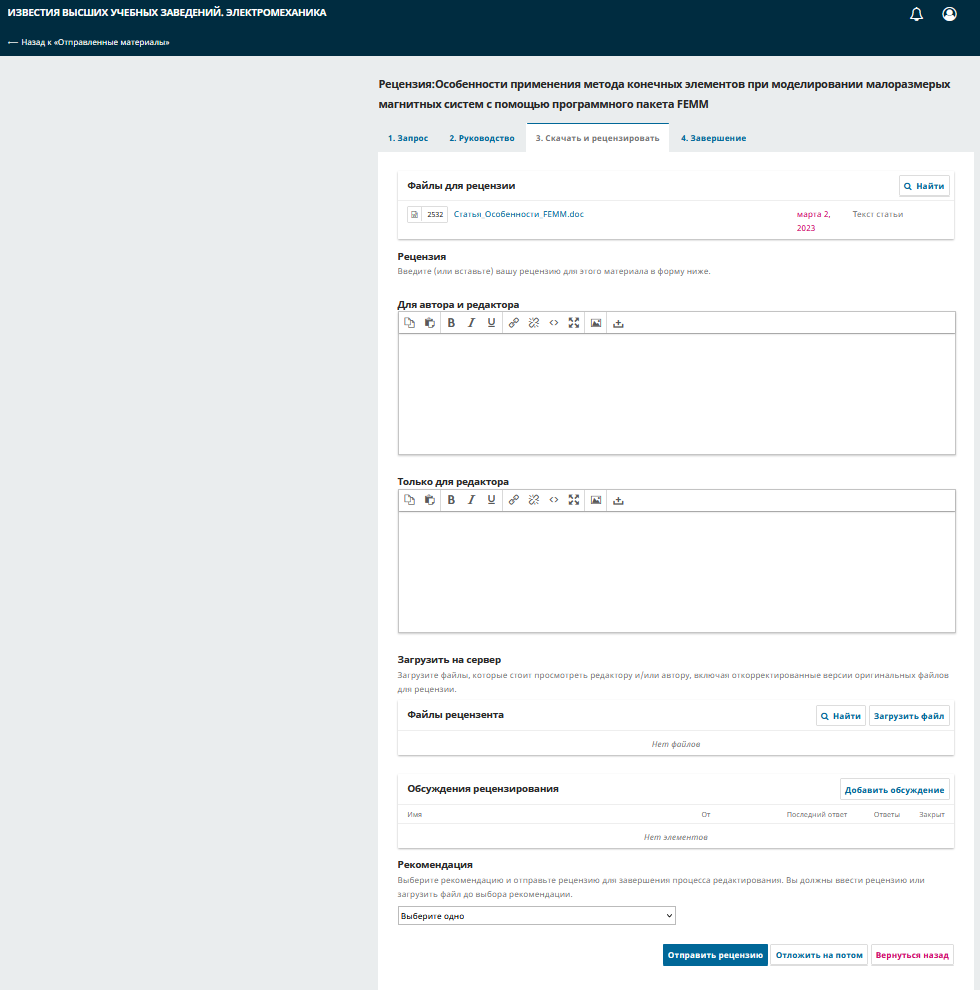 ИЗВЕСТИЯ ВЫСШИХ УЧЕБНЫХ ЗАВЕДЕНИЙ. ЭЛЕКТРОМЕХАНИКА
⟵ Назад к «Отправленные материалы»
Рецензия:Особенности применения метода конечных элементов при моделировании малоразмерых
магнитных систем с помощью программного пакета FEMM
1. Запрос 2. Руководство 3. Скачать и рецензировать 4. Завершение
Файлы для рецензии Найти
2532 Статья_Особенности_FEMM.doc марта 2, Текст статьи
2023
Рецензия
Введите (или вставьте) вашу рецензию для этого материала в форму ниже.
Для автора и редактора
B I U
Только для редактора
B I U
Загрузить на сервер
Загрузите файлы, которые стоит просмотреть редактору и/или автору, включая откорректированные версии оригинальных файлов
для рецензии.
Файлы рецензента Найти Загрузить файл
Нет файлов
Обсуждения рецензирования Добавить обсуждение
Имя От Последний ответ Ответы Закрыт
Нет элементов
Рекомендация
Выберите рекомендацию и отправьте рецензию для завершения процесса редактирования. Вы должны ввести рецензию или
загрузить файл до выбора рекомендации.
Выберите одно
Отправить рецензию Отложить на потом Вернуться назад